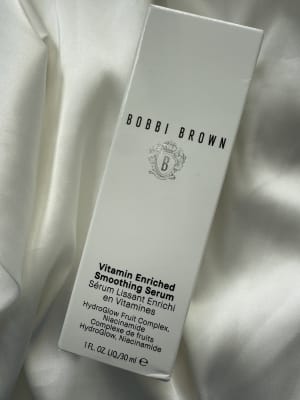 BOBBI BROWN
B
Vitamin Enriched
Smoothing Serum
Sérum Lissant Enrichi
en Vitamines
HydroGlow Fruit Complex,
Niacinamide
Complexe de fruits
HydroGlow, Niacinamide
1 FL. OZ. LIQ./30 ml ℮